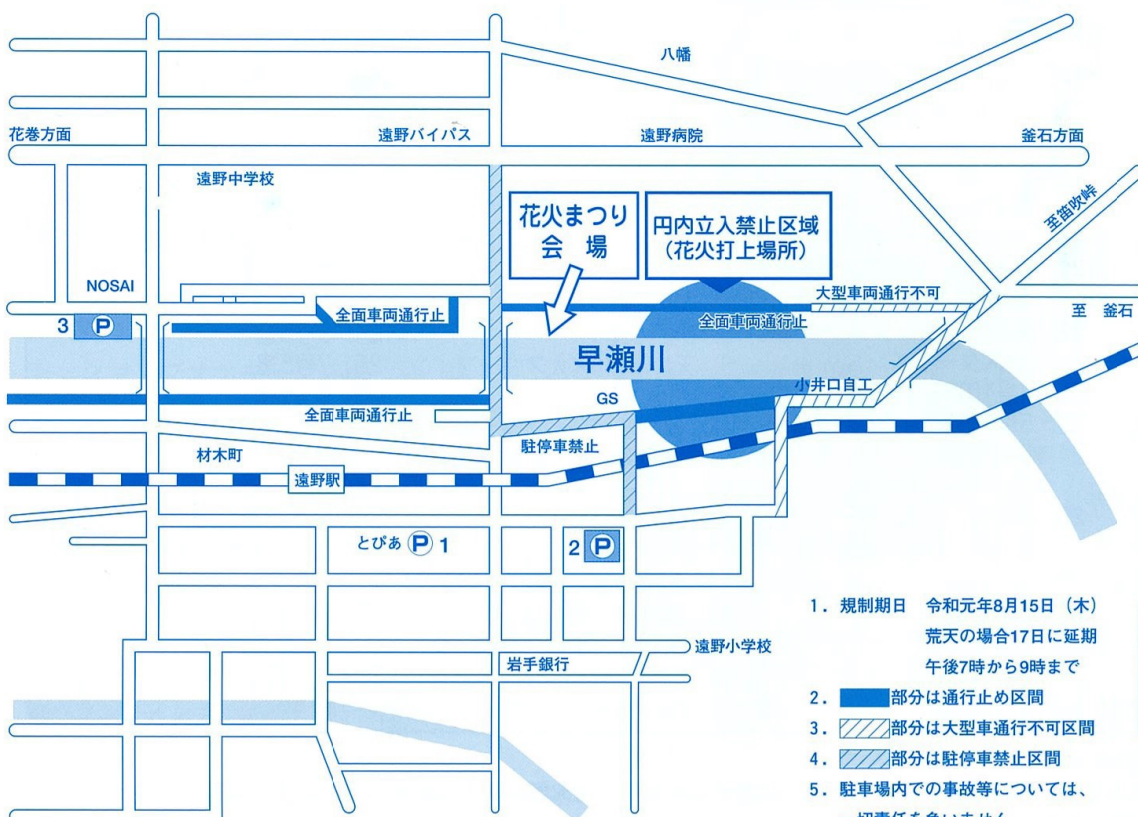 八幡
花巻方面
遠野バイパス
遠野病院
釜石方面
遠野中学校
至笛吹峠
花火まつり
会 場
円内立入禁止区域
（花火打上場所）
NOSAI
大型車両通行不可
至 釜石
3 P
全面車両通行止
全面車両通行止
早瀬川
小井口自工
GS
全面車両通行止
駐停車禁止
材木町
遠野駅
とぴあ P 1
2 P
遠野小学校
岩手銀行
1．規制期日 令和元年8月15日（木）
荒天の場合17日に延期
午後7時から9時まで
2．部分は通行止め区間
3．部分は大型車通行不可区間
4．部分は駐停車禁止区間
5．駐車場内での事故等については、
一切責任を負いません